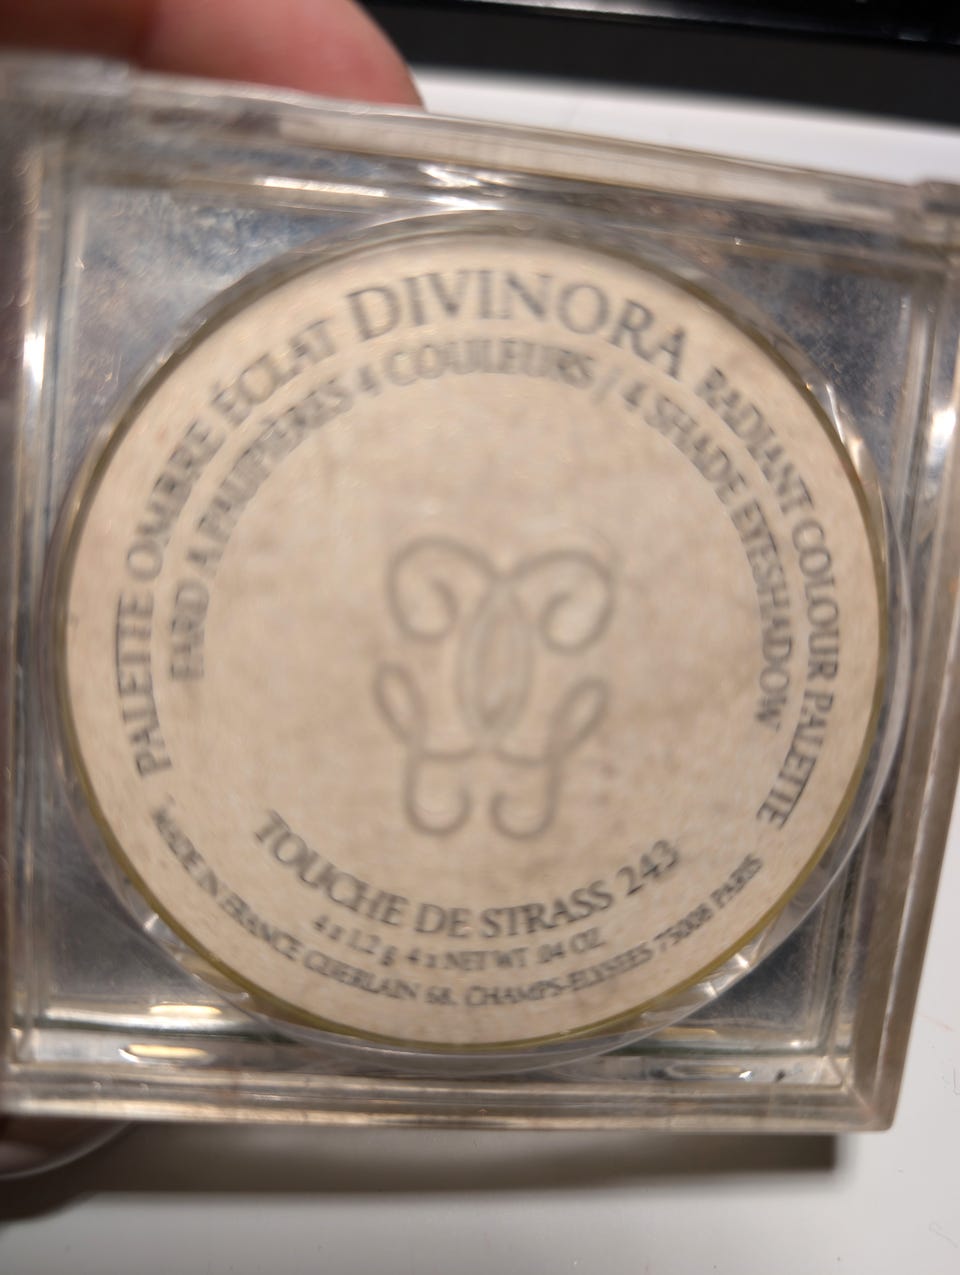 PALETTE OMBRE ÉCLAT DIVINORA RADIANT COLOUR PALETTE
FARD A PAUPIERES 4 COULEURS / 4 SHADE EYESHADOW
TOUCHE DE STRASS 243
4 x 1.2 g 4 x NET WT .04 OZ.
MADE IN FRANCE GUERLAIN 68, CHAMPS-ELYSEES 75008 PARIS